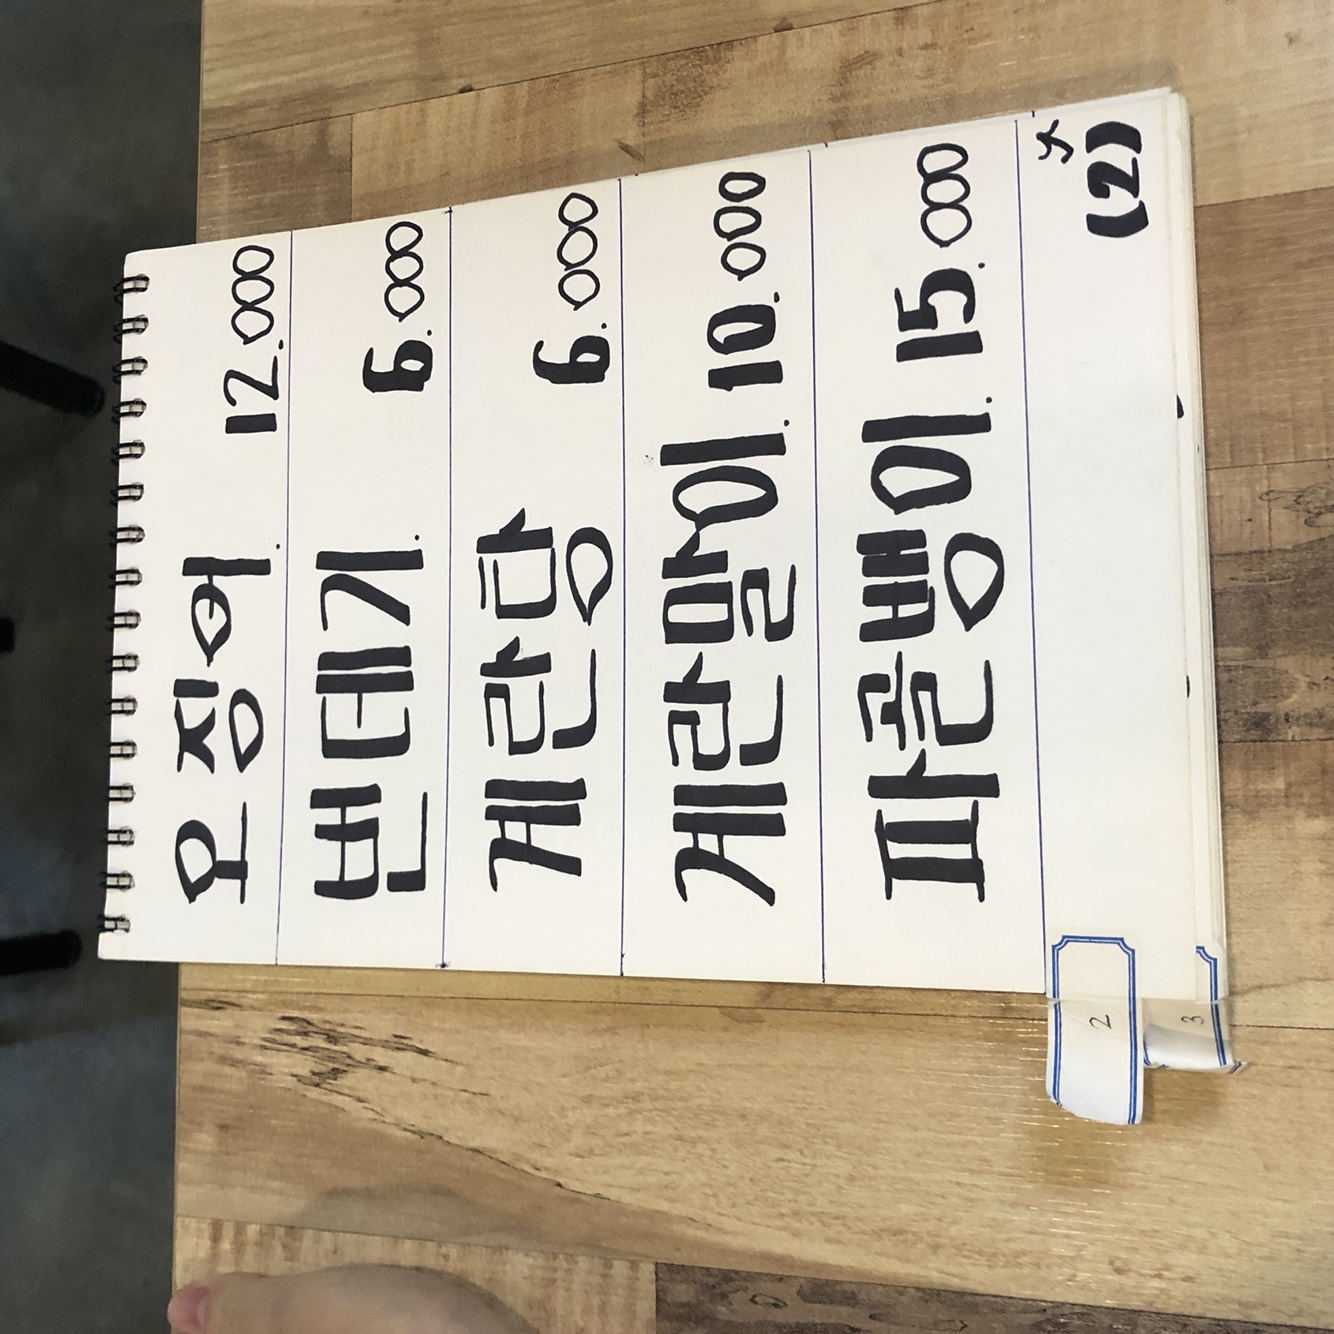 오징어. 12.000
번데기. 6.000
계란탕 6.000
계란말이. 10.000
파골뱅이. 15.000
(2)
2
3